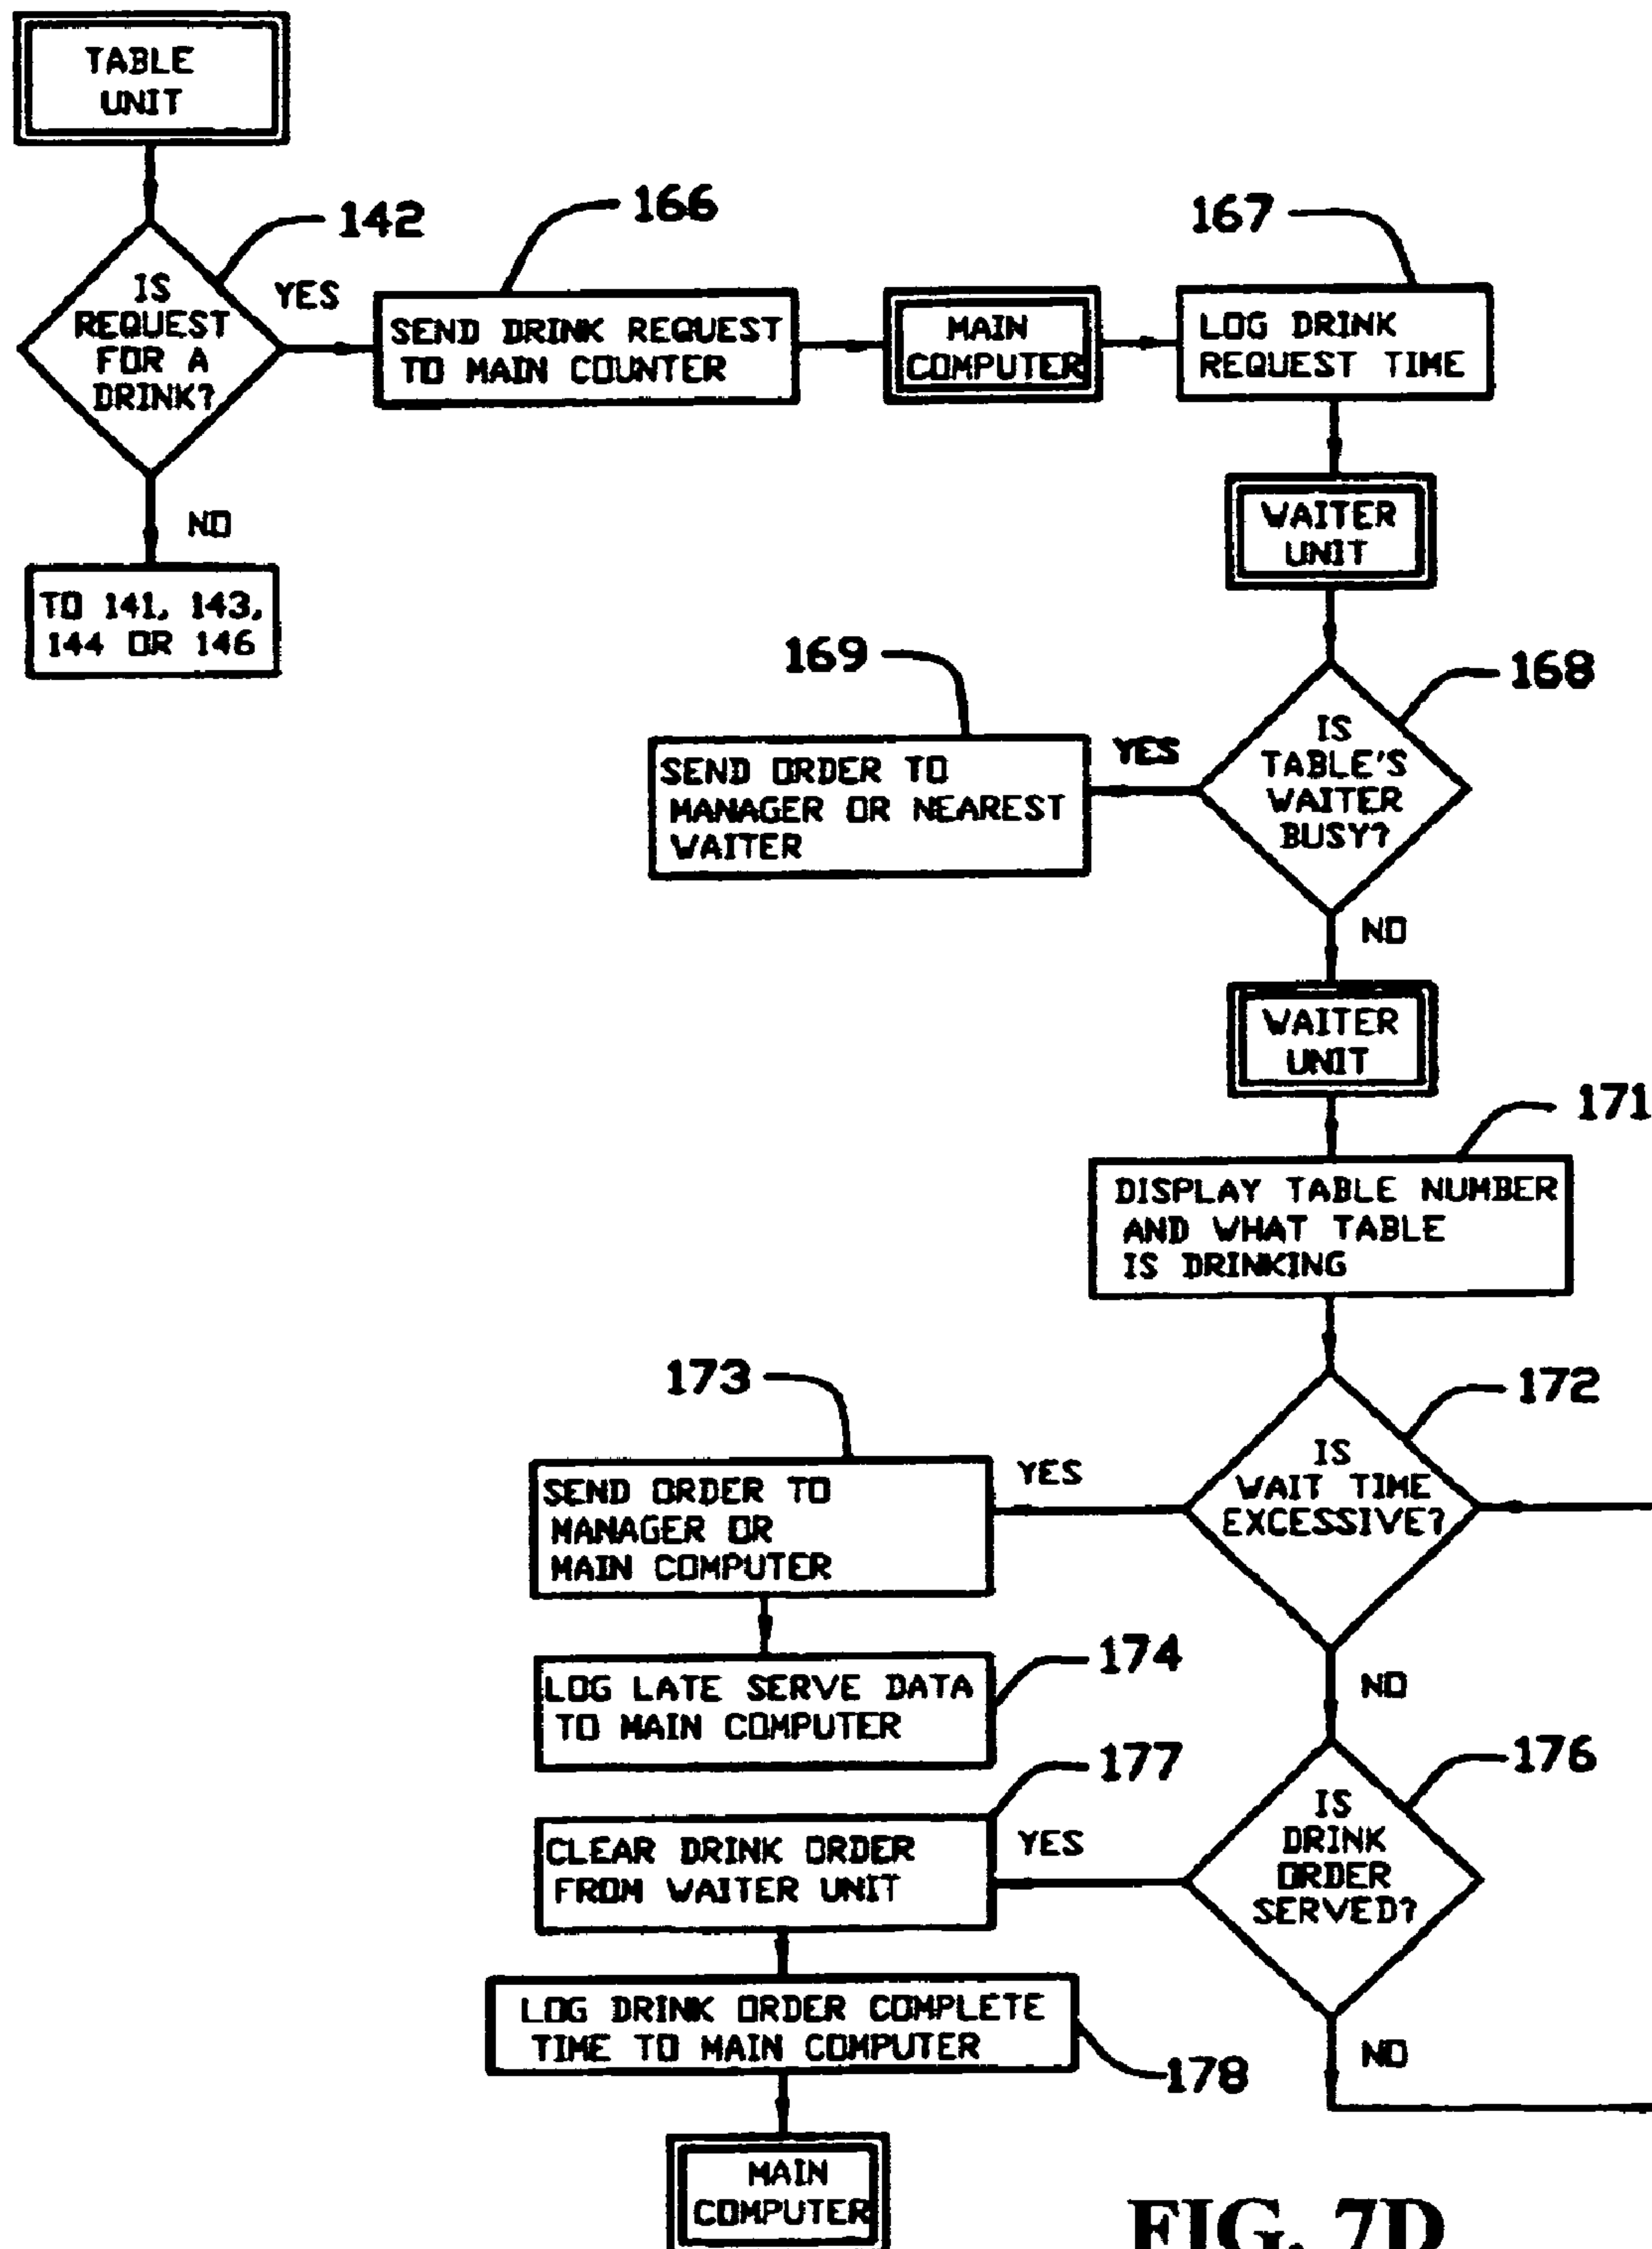 TABLE
UNIT
142
IS
REQUEST
FOR A
DRINK?
YES
NO
TO 141, 143,
144 OR 146
166
SEND DRINK REQUEST
TO MAIN COUNTER
MAIN
COMPUTER
167
LOG DRINK
REQUEST TIME
WAITER
UNIT
168
IS
TABLE'S
WAITER
BUSY?
YES
169
SEND ORDER TO
MANAGER OR NEAREST
WAITER
NO
WAITER
UNIT
171
DISPLAY TABLE NUMBER
AND WHAT TABLE
IS DRINKING
172
IS
WAIT TIME
EXCESSIVE?
YES
173
SEND ORDER TO
MANAGER OR
MAIN COMPUTER
174
LOG LATE SERVE DATA
TO MAIN COMPUTER
NO
176
IS
DRINK
ORDER
SERVED?
YES
177
CLEAR DRINK ORDER
FROM WAITER UNIT
LOG DRINK ORDER COMPLETE
TIME TO MAIN COMPUTER
178
NO
MAIN
COMPUTER
FIG. 7D